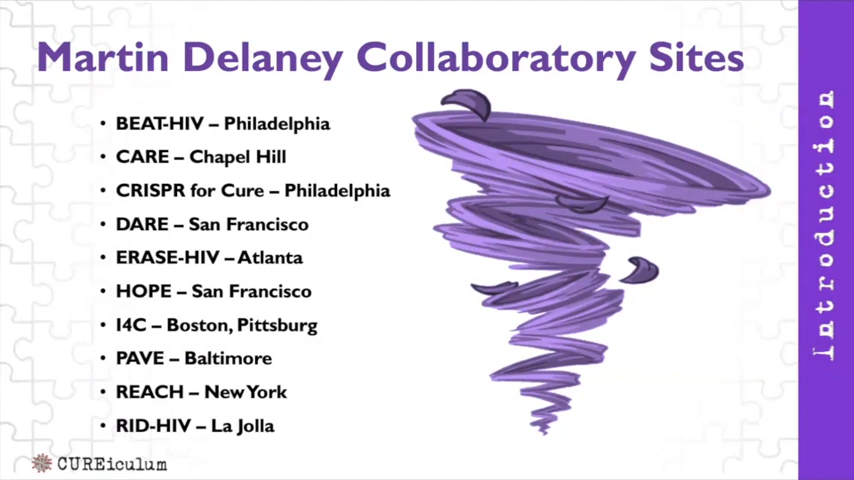 Martin Delaney Collaboratory Sites
• BEAT-HIV – Philadelphia
• CARE – Chapel Hill
• CRISPR for Cure – Philadelphia
• DARE – San Francisco
• ERASE-HIV – Atlanta
• HOPE – San Francisco
• I4C – Boston, Pittsburg
• PAVE – Baltimore
• REACH – New York
• RID-HIV – La Jolla
CUREiculum
Introduction